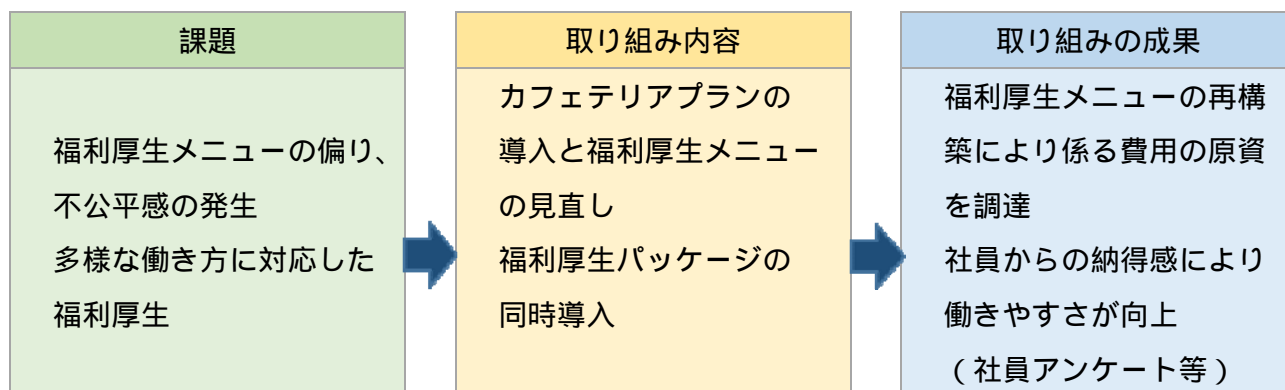 課題
福利厚生メニューの偏り、
不公平感の発生
多様な働き方に対応した
福利厚生
取り組み内容
カフェテリアプランの
導入と福利厚生メニュー
の見直し
福利厚生パッケージの
同時導入
取り組みの成果
福利厚生メニューの再構
築により係る費用の原資
を調達
社員からの納得感により
働きやすさが向上
(社員アンケート等)